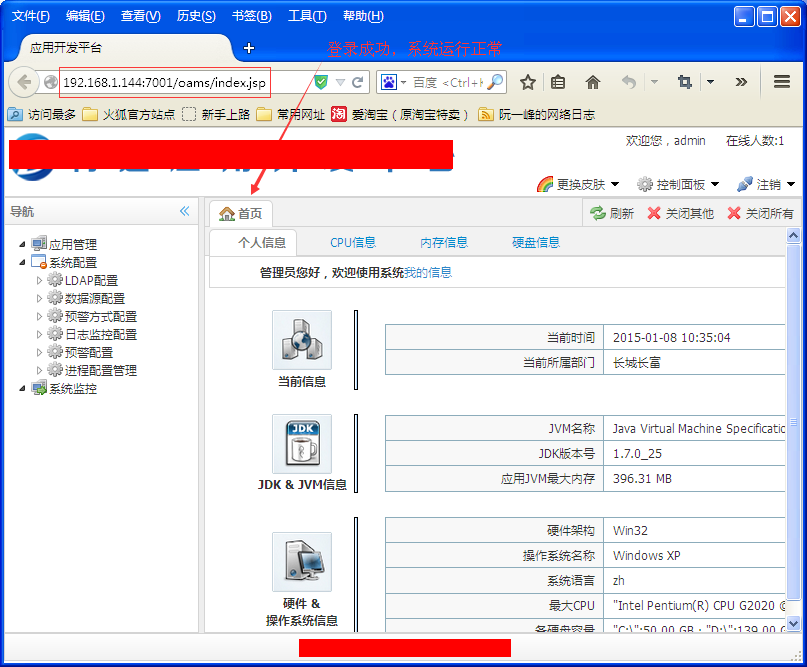 文件(F) 编辑(E) 查看(V) 历史(S) 书签(B) 工具(T) 帮助(H)
应用开发平台
登录成功，系统运行正常
192.168.1.144:7001/oams/index.jsp 百度 <Ctrl+
访问最多 火狐官方站点 新手上路 常用网址 爱淘宝（原淘宝特卖） 阮一峰的网络日志
欢迎您，admin 在线人数:1
更换皮肤 控制面板 注销
导航
首页 刷新 关闭其他 关闭所有
个人信息 CPU信息 内存信息 硬盘信息
管理员您好，欢迎使用系统我的信息
应用管理
系统配置
LDAP配置
数据源配置
预警方式配置
日志监控配置
预警配置
进程配置管理
系统监控
当前信息
当前时间 2015-01-08 10:35:04
当前所属部门 长城长富
JDK
JDK & JVM信息
JVM名称 Java Virtual Machine Specificatio
JDK版本号 1.7.0_25
应用JVM最大内存 396.31 MB
硬件 &
操作系统信息
硬件架构 Win32
操作系统名称 Windows XP
系统语言 zh
最大CPU "Intel Pentium(R) CPU G2020 @
各硬盘容量 "C:\":50.00 GB；"D:\":139.00 G